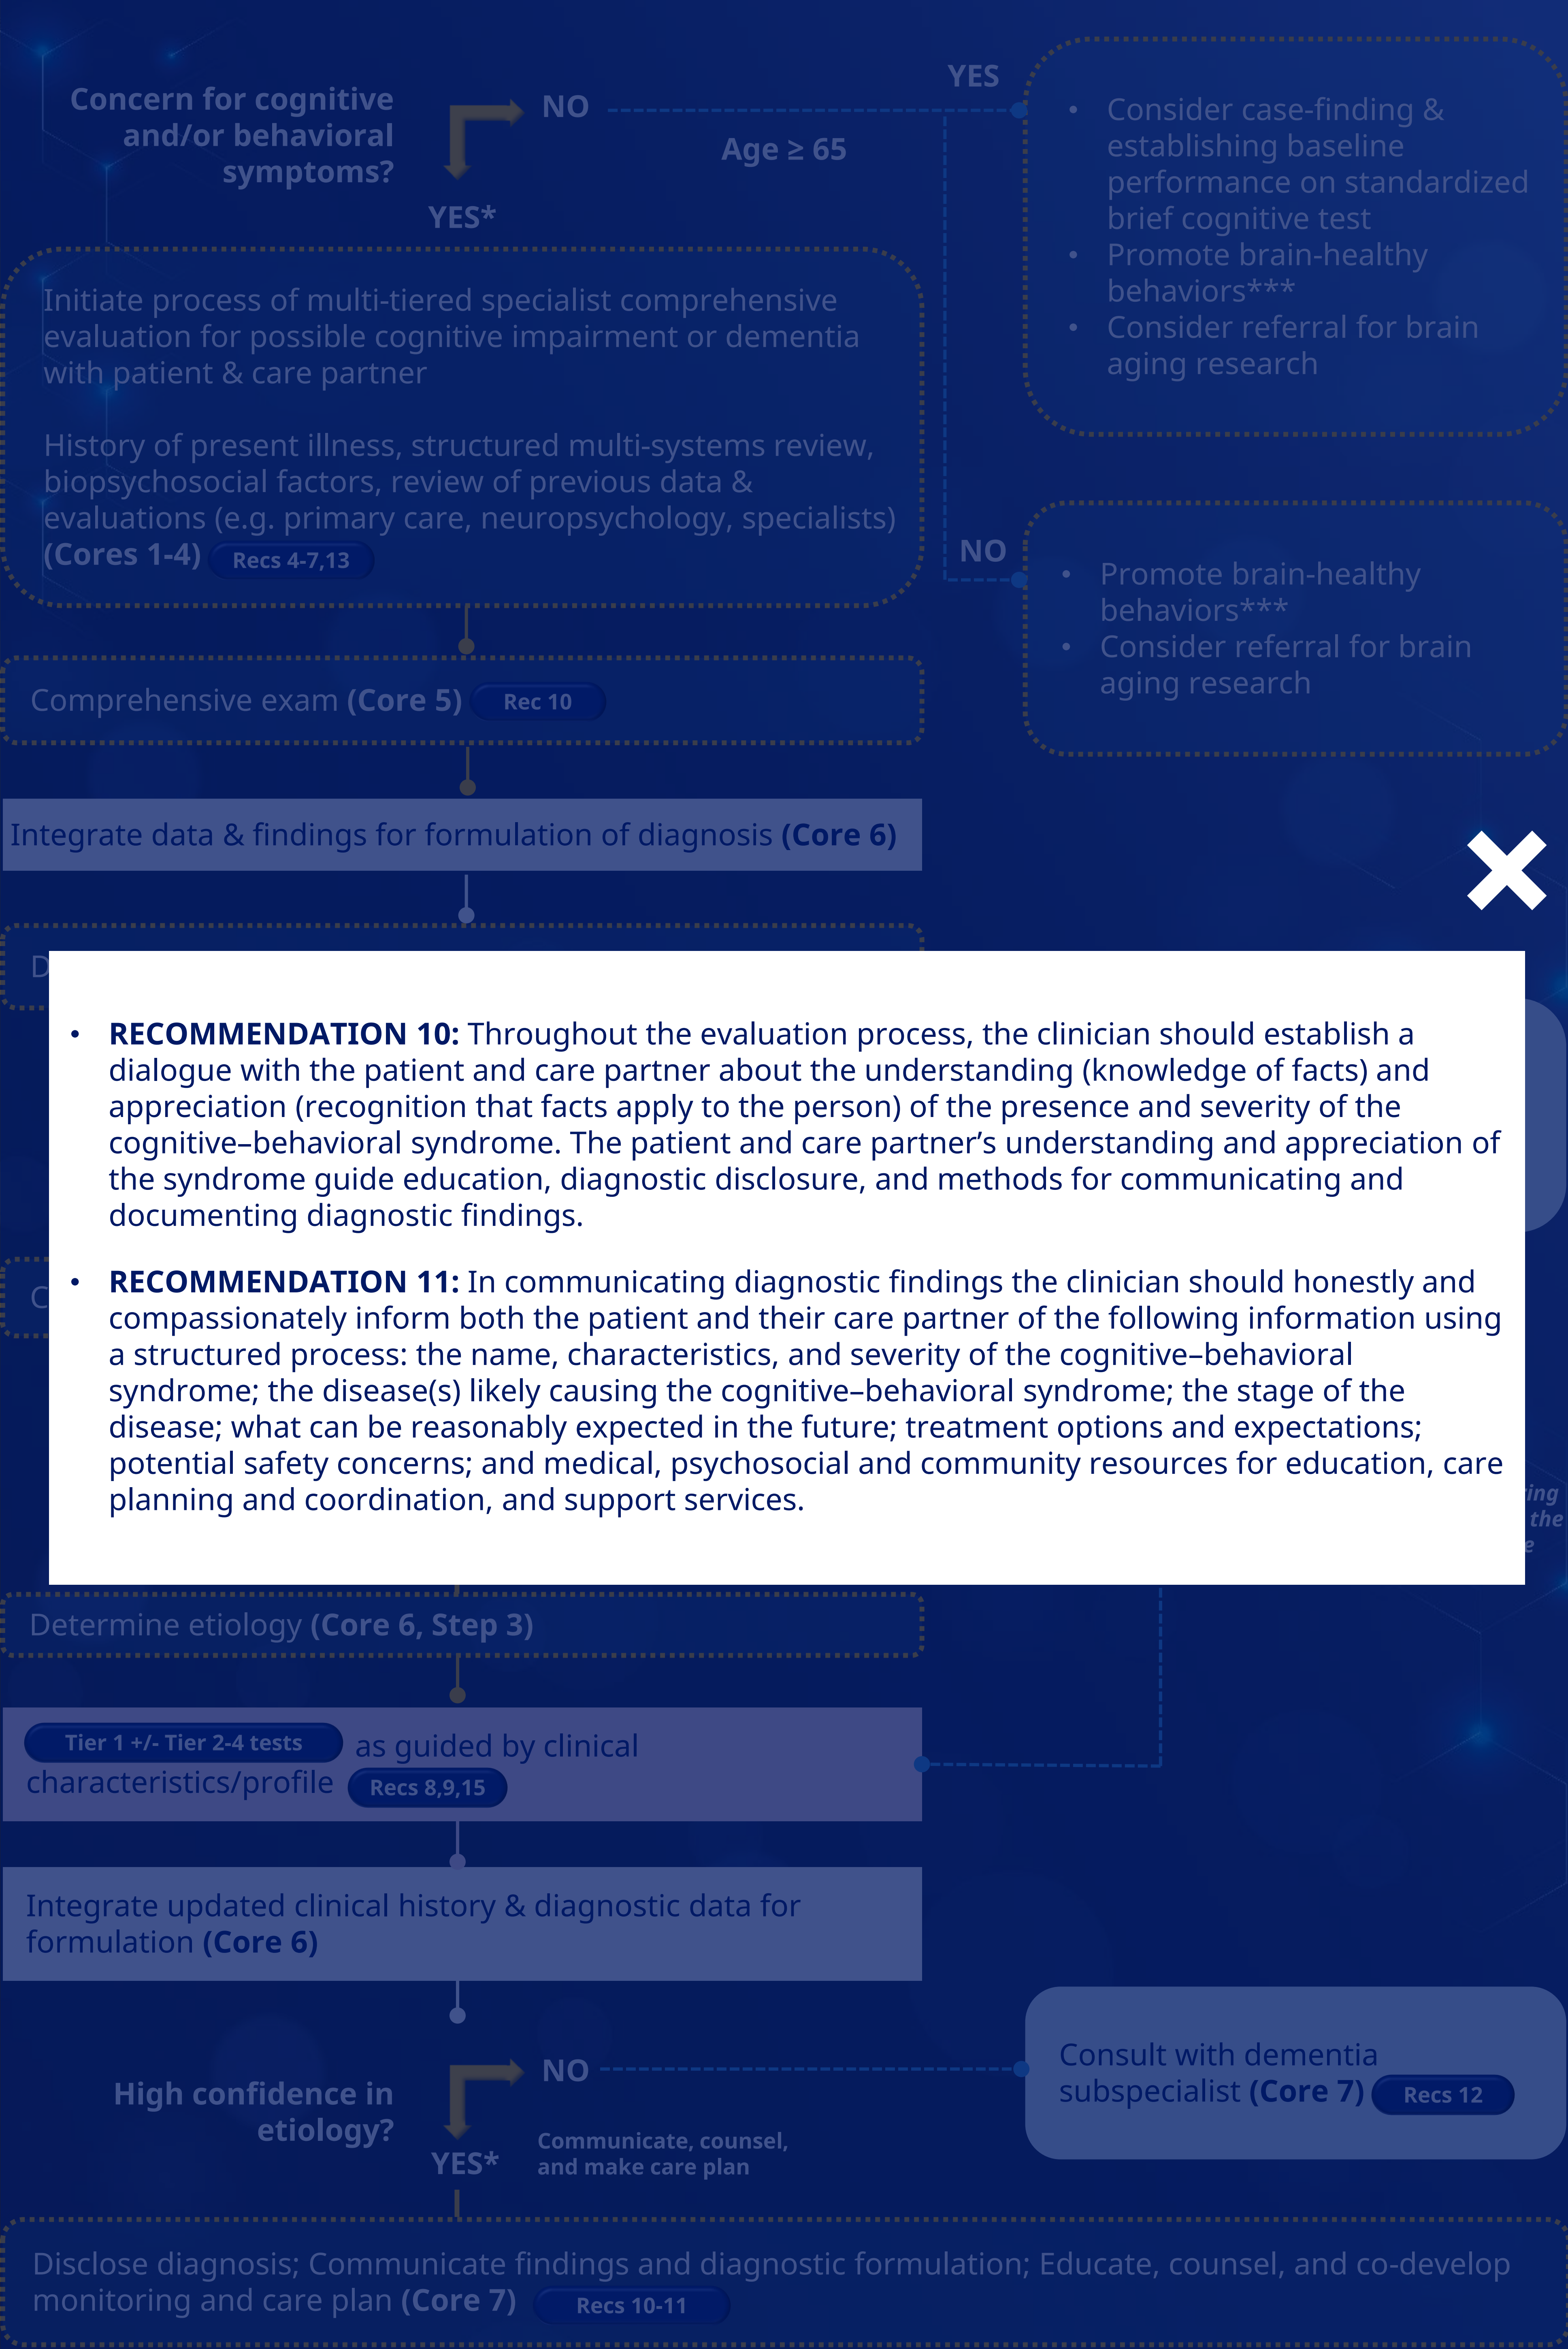 Concern for cognitive
and/or behavioral
symptoms?
NO
YES
Age ≥ 65
YES*
• Consider case-finding &
establishing baseline
performance on standardized
brief cognitive test
• Promote brain-healthy
behaviors***
• Consider referral for brain
aging research
Initiate process of multi-tiered specialist comprehensive
evaluation for possible cognitive impairment or dementia
with patient & care partner
History of present illness, structured multi-systems review,
biopsychosocial factors, review of previous data &
evaluations (e.g. primary care, neuropsychology, specialists)
(Cores 1-4) Recs 4-7,13
NO
• Promote brain-healthy
behaviors***
• Consider referral for brain
aging research
Comprehensive exam (Core 5) Rec 10
Integrate data & findings for formulation of diagnosis (Core 6)
• RECOMMENDATION 10: Throughout the evaluation process, the clinician should establish a
dialogue with the patient and care partner about the understanding (knowledge of facts) and
appreciation (recognition that facts apply to the person) of the presence and severity of the
cognitive–behavioral syndrome. The patient and care partner’s understanding and appreciation of
the syndrome guide education, diagnostic disclosure, and methods for communicating and
documenting diagnostic findings.
• RECOMMENDATION 11: In communicating diagnostic findings the clinician should honestly and
compassionately inform both the patient and their care partner of the following information using
a structured process: the name, characteristics, and severity of the cognitive–behavioral
syndrome; the disease(s) likely causing the cognitive–behavioral syndrome; the stage of the
disease; what can be reasonably expected in the future; treatment options and expectations;
potential safety concerns; and medical, psychosocial and community resources for education, care
planning and coordination, and support services.
the
Determine etiology (Core 6, Step 3)
Tier 1 +/- Tier 2-4 tests as guided by clinical
characteristics/profile Recs 8,9,15
Integrate updated clinical history & diagnostic data for
formulation (Core 6)
High confidence in
etiology?
NO
YES*
Communicate, counsel,
and make care plan
Consult with dementia
subspecialist (Core 7) Recs 12
Disclose diagnosis; Communicate findings and diagnostic formulation; Educate, counsel, and co-develop
monitoring and care plan (Core 7) Recs 10-11